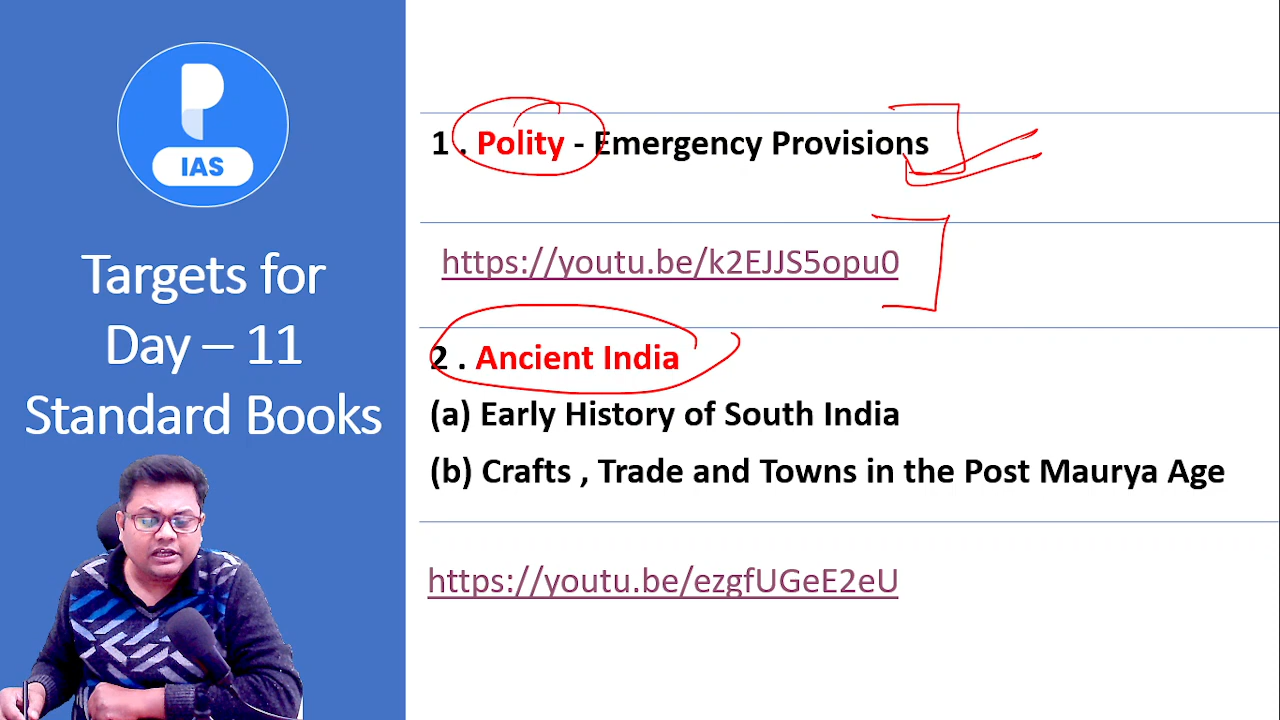 P
IAS
Targets for
Day – 11
Standard Books
1 . Polity - Emergency Provisions
https://youtu.be/k2EJJS5opu0
2 . Ancient India
(a) Early History of South India
(b) Crafts , Trade and Towns in the Post Maurya Age
https://youtu.be/ezgfUGeE2eU